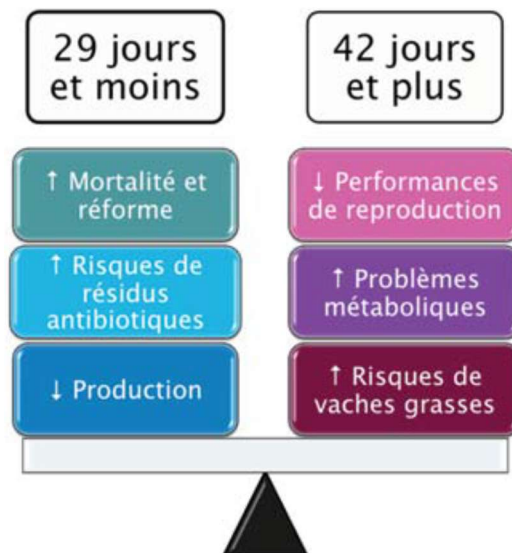 29 jours
et moins
↑ Mortalité et
réforme
↑ Risques de
résidus
antibiotiques
↓ Production
42 jours
et plus
↓ Performances
de reproduction
↑ Problèmes
métaboliques
↑ Risques de
vaches grasses